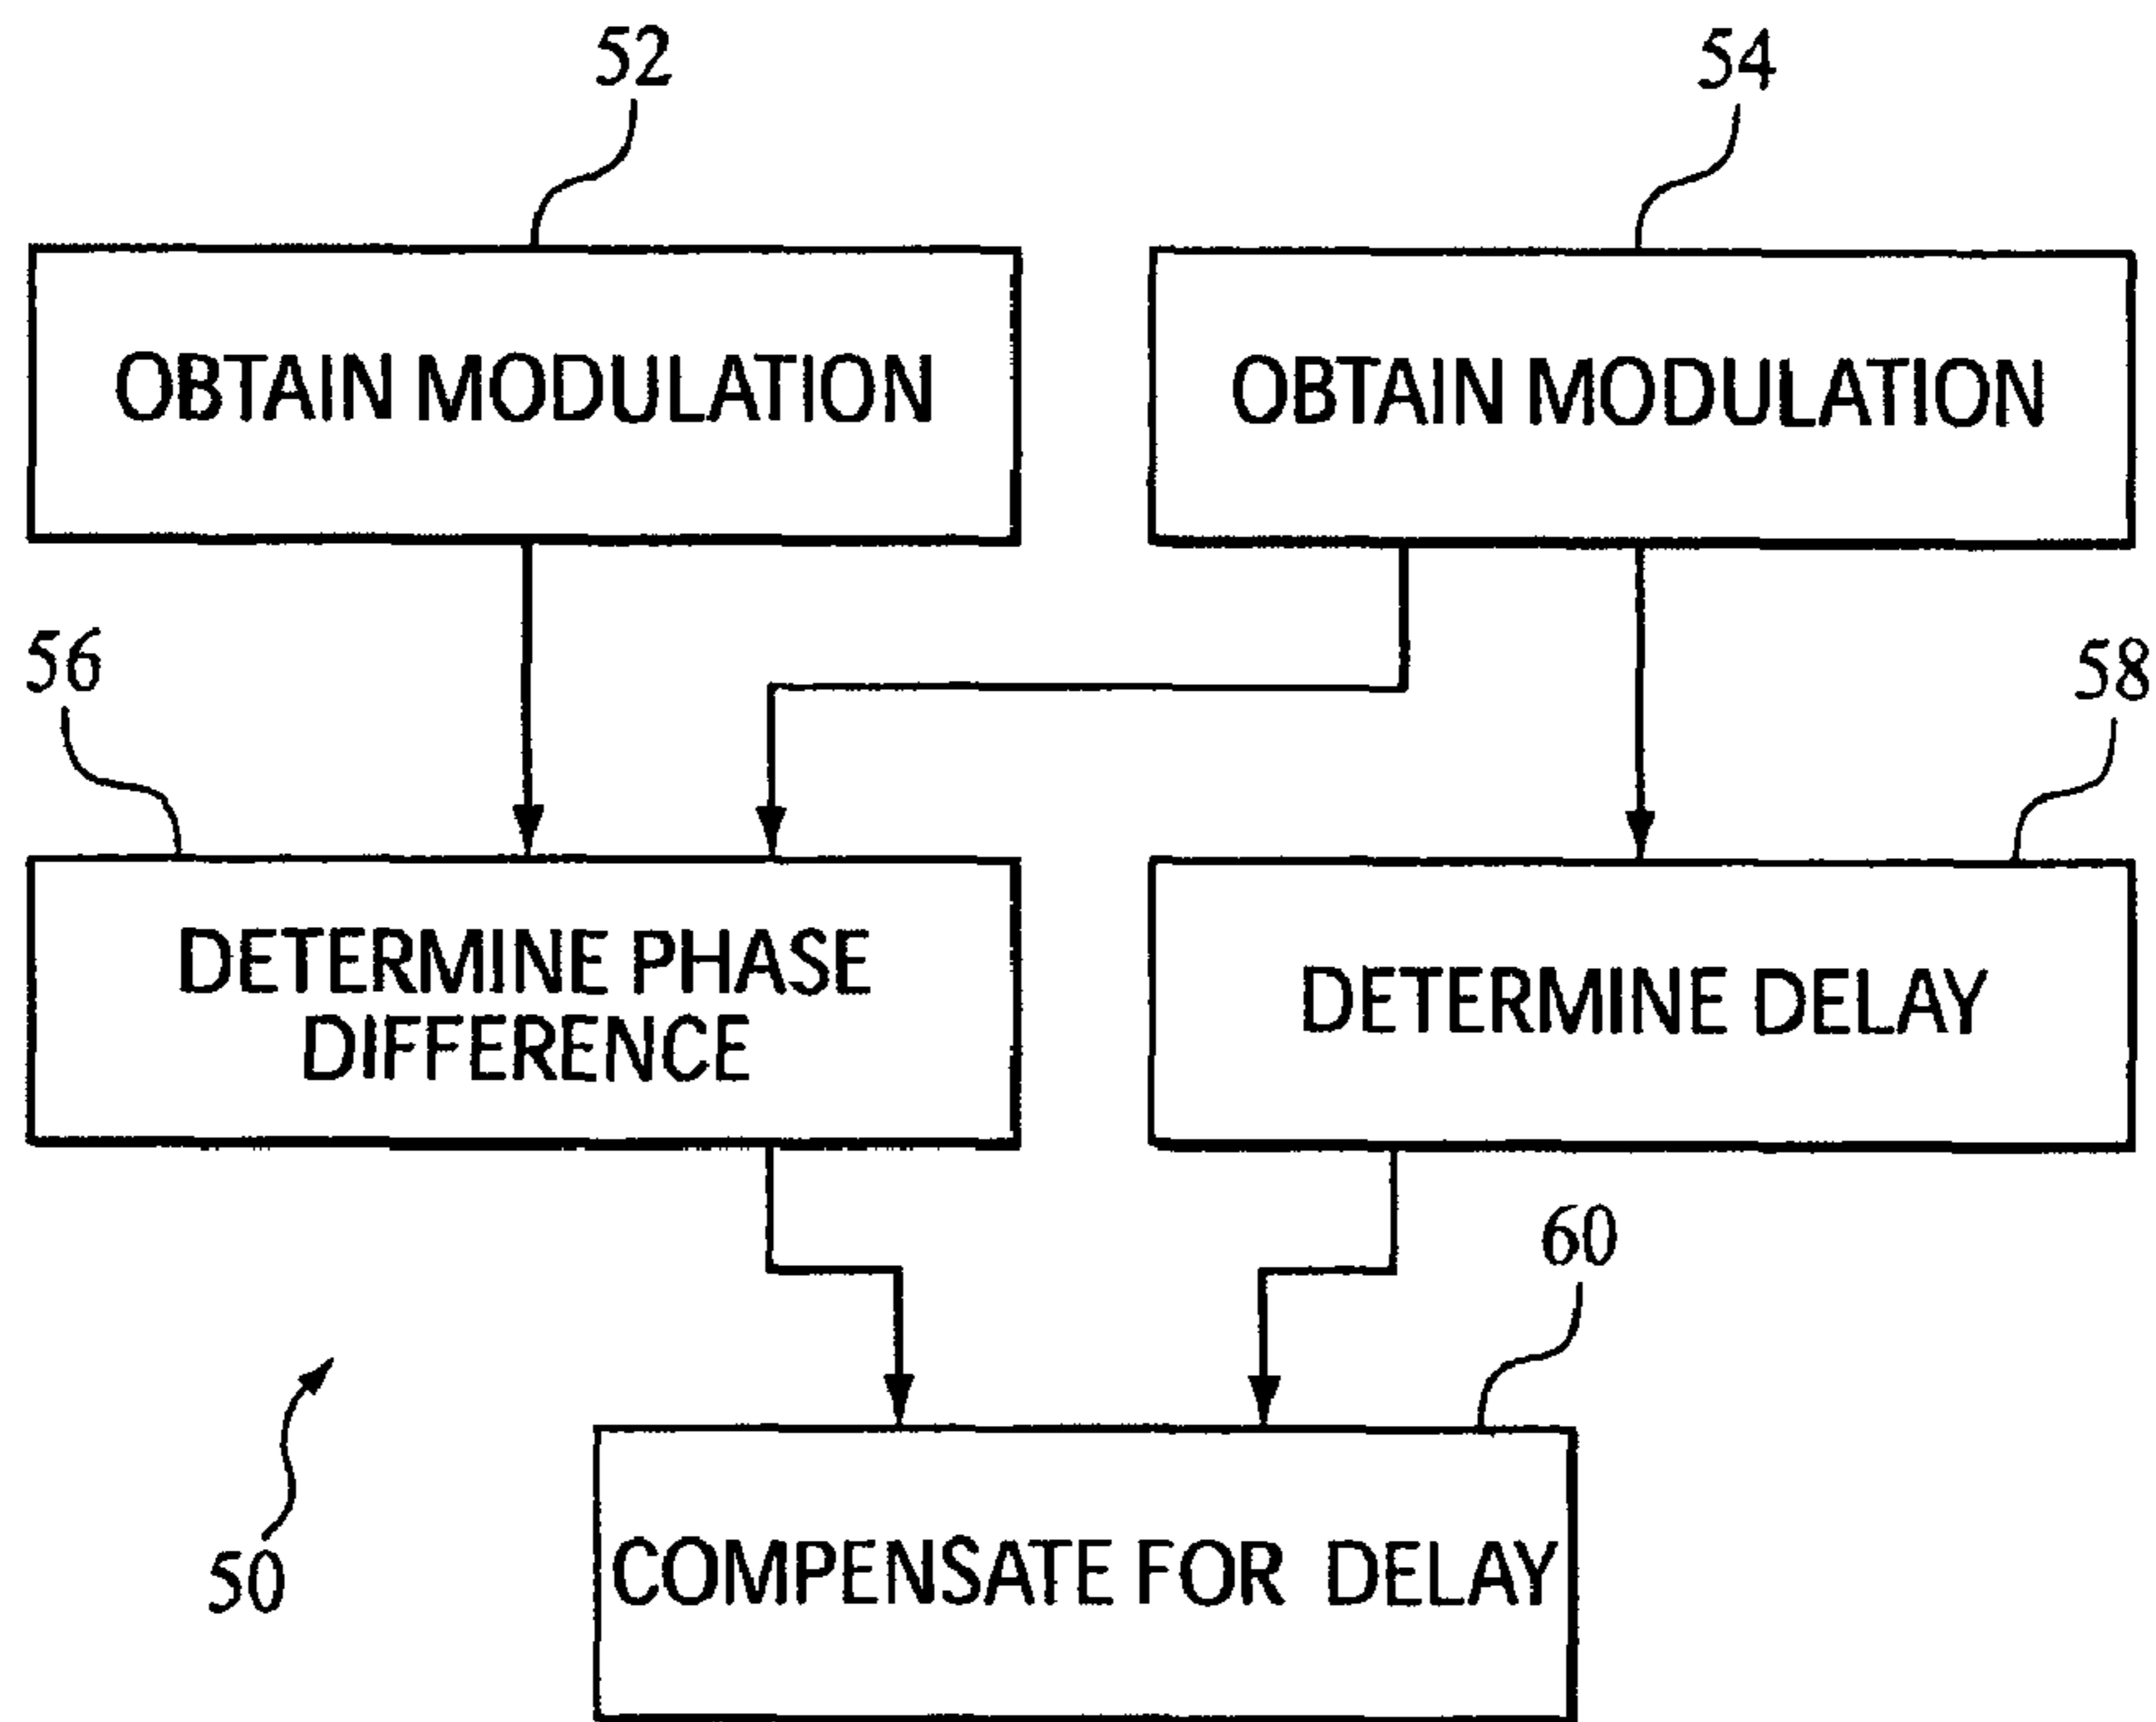 52
54
OBTAIN MODULATION
OBTAIN MODULATION
56
58
DETERMINE PHASE
DIFFERENCE
DETERMINE DELAY
60
50
COMPENSATE FOR DELAY